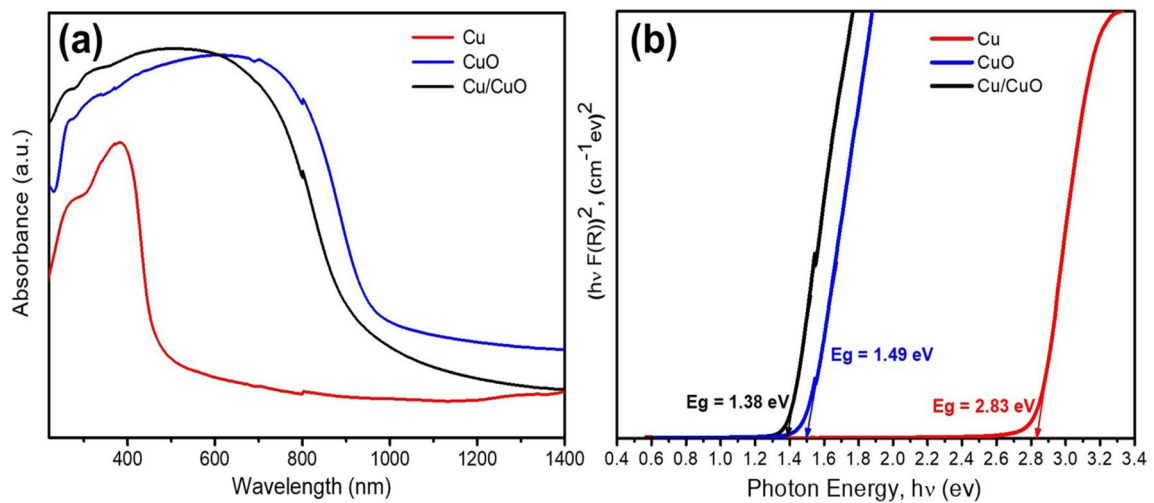 (a)
Cu
CuO
Cu/CuO
Absorbance (a.u.)
400 600 800 1000 1200 1400
Wavelength (nm)
(b)
Cu
CuO
Cu/CuO
(hν F(R))², (cm⁻¹ev)²
Eg = 1.49 eV
Eg = 1.38 eV
Eg = 2.83 eV
0.4 0.6 0.8 1.0 1.2 1.4 1.6 1.8 2.0 2.2 2.4 2.6 2.8 3.0 3.2 3.4
Photon Energy, hν (ev)